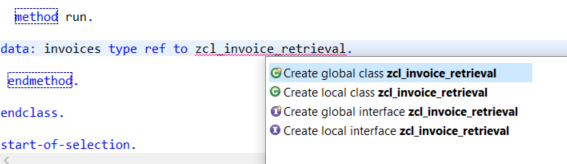 method run.
data: invoices type ref to zcl_invoice_retrieval.
endmethod.
endclass.
start-of-selection.
Create global class zcl_invoice_retrieval
Create local class zcl_invoice_retrieval
Create global interface zcl_invoice_retrieval
Create local interface zcl_invoice_retrieval